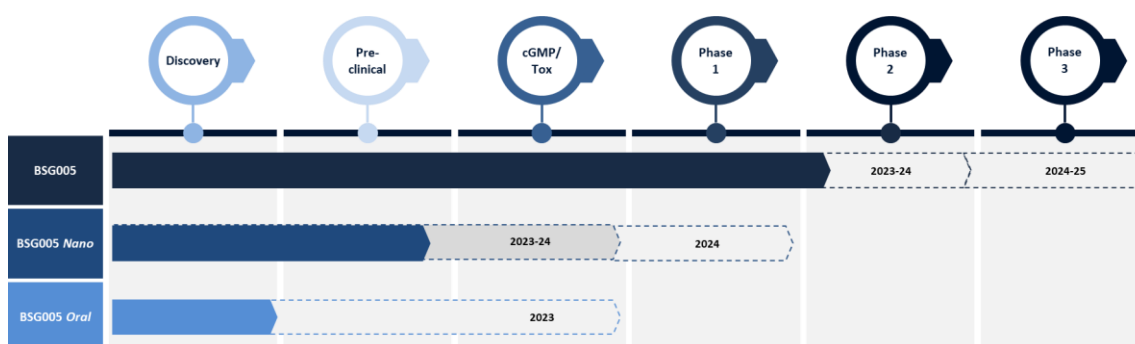 Discovery
Pre-
clinical
cGMP/
Tox
Phase
1
Phase
2
Phase
3
BSG005
2023-24
2024-25
BSG005 Nano
2023-24
2024
BSG005 Oral
2023